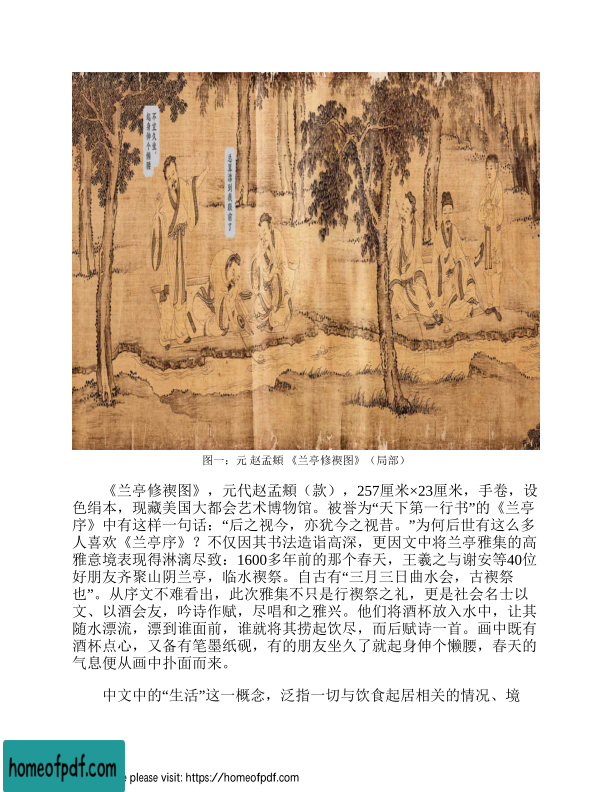 不宜久坐，
起身伸个懒腰
总算漂到我眼前了
图一：元 赵孟頫 《兰亭修禊图》（局部）
《兰亭修禊图》，元代赵孟頫（款），257厘米×23厘米，手卷，设
色绢本，现藏美国大都会艺术博物馆。被誉为“天下第一行书”的《兰亭
序》中有这样一句话：“后之视今，亦犹今之视昔。”为何后世有这么多
人喜欢《兰亭序》？不仅因其书法造诣高深，更因文中将兰亭雅集的高
雅意境表现得淋漓尽致：1600多年前的那个春天，王羲之与谢安等40位
好朋友齐聚山阴兰亭，临水禊祭。自古有“三月三日曲水会，古禊祭
也”。从序文不难看出，此次雅集不只是行禊祭之礼，更是社会名士以
文、以酒会友，吟诗作赋，尽唱和之雅兴。他们将酒杯放入水中，让其
随水漂流，漂到谁面前，谁就将其捞起饮尽，而后赋诗一首。画中既有
酒杯点心，又备有笔墨纸砚，有的朋友坐久了就起身伸个懒腰，春天的
气息便从画中扑面而来。
中文中的“生活”这一概念，泛指一切与饮食起居相关的情况、境
homeofpdf.com
please visit: https://homeofpdf.com